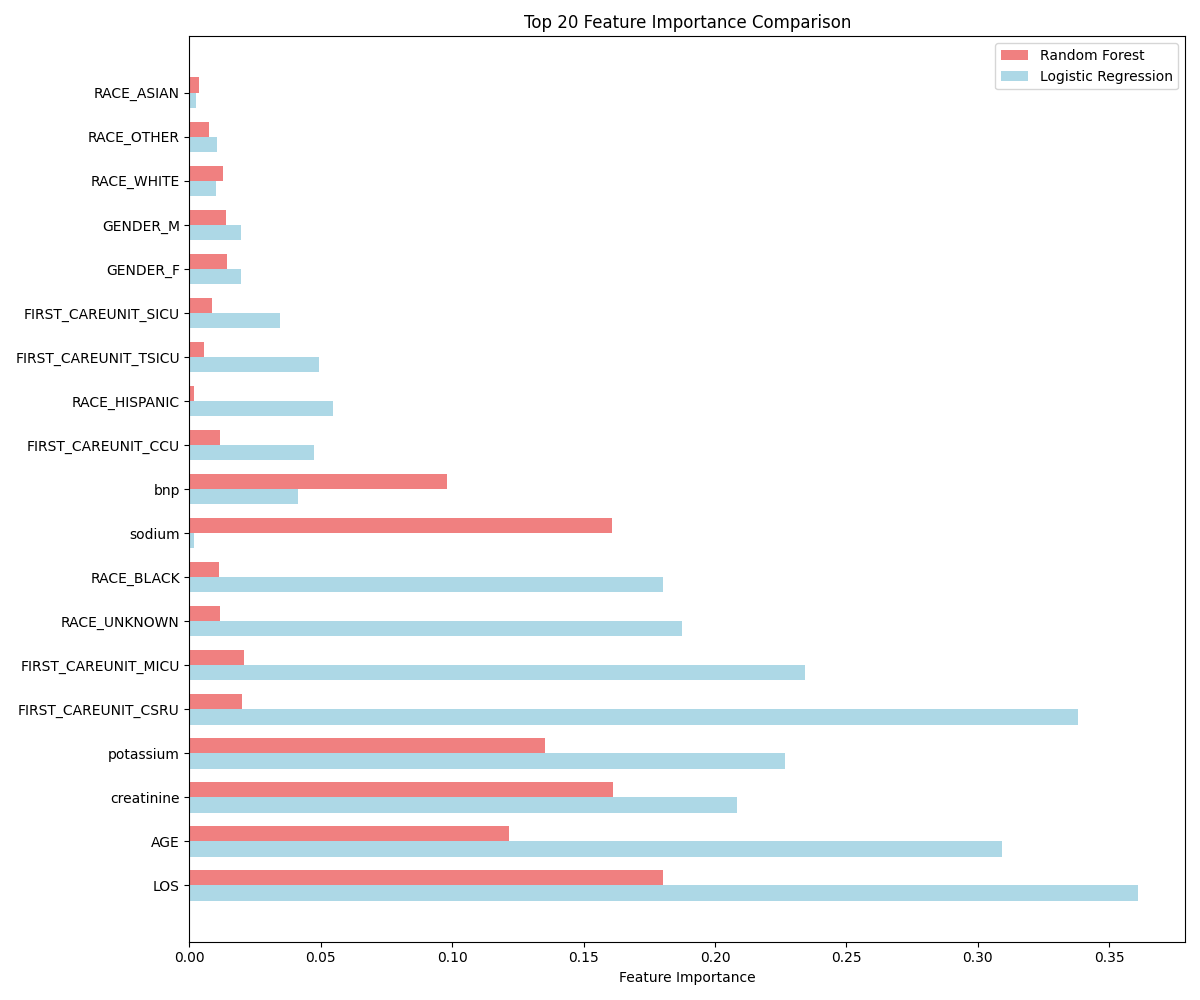 Top 20 Feature Importance Comparison
Random Forest
Logistic Regression
RACE_ASIAN
RACE_OTHER
RACE_WHITE
GENDER_M
GENDER_F
FIRST_CAREUNIT_SICU
FIRST_CAREUNIT_TSICU
RACE_HISPANIC
FIRST_CAREUNIT_CCU
bnp
sodium
RACE_BLACK
RACE_UNKNOWN
FIRST_CAREUNIT_MICU
FIRST_CAREUNIT_CSRU
potassium
creatinine
AGE
LOS
0.00 0.05 0.10 0.15 0.20 0.25 0.30 0.35
Feature Importance